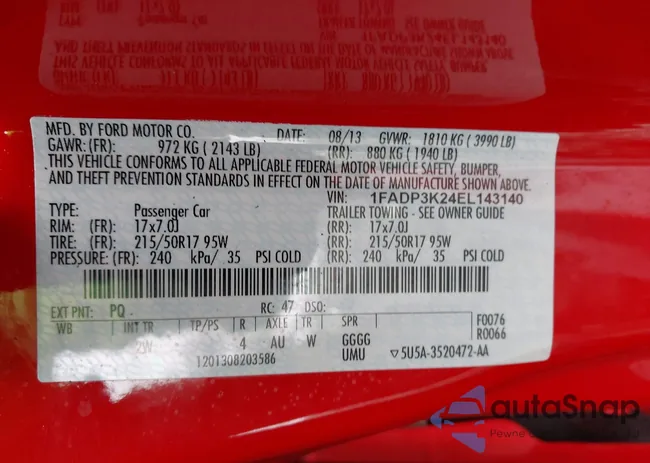 MFD. BY FORD MOTOR CO. DATE: 08/13 GVWR: 1810 KG ( 3990 LB)
GAWR: (FR): 972 KG ( 2143 LB) (RR): 880 KG ( 1940 LB)
THIS VEHICLE CONFORMS TO ALL APPLICABLE FEDERAL MOTOR VEHICLE SAFETY, BUMPER,
AND THEFT PREVENTION STANDARDS IN EFFECT ON THE DATE OF MANUFACTURE SHOWN ABOVE.
VIN: 1FADP3K24EL143140
TYPE: Passenger Car TRAILER TOWING - SEE OWNER GUIDE
RIM: (FR): 17x7.0J (RR): 17x7.0J
TIRE: (FR): 215/50R17 95W (RR): 215/50R17 95W
PRESSURE: (FR): 240 kPa/ 35 PSI COLD (RR): 240 kPa/ 35 PSI COLD
EXT PNT: PQ RC: 47 DSO: F0076
WB INT TR TP/PS R AXLE TR SPR R0066
2W 4 AU W GGGG
UMU ▽5U5A-3520472-AA
1201308203586
autaSnap